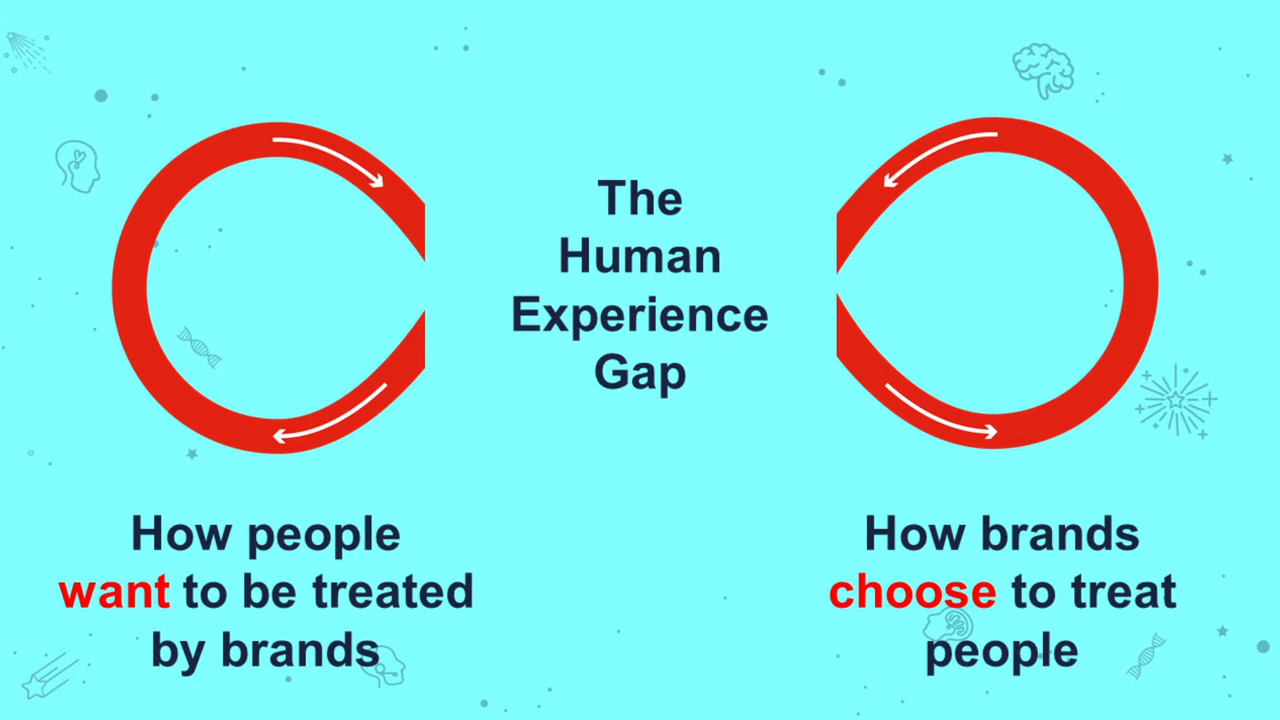 The
Human
Experience
Gap
How people
want to be treated
by brands
How brands
choose to treat
people